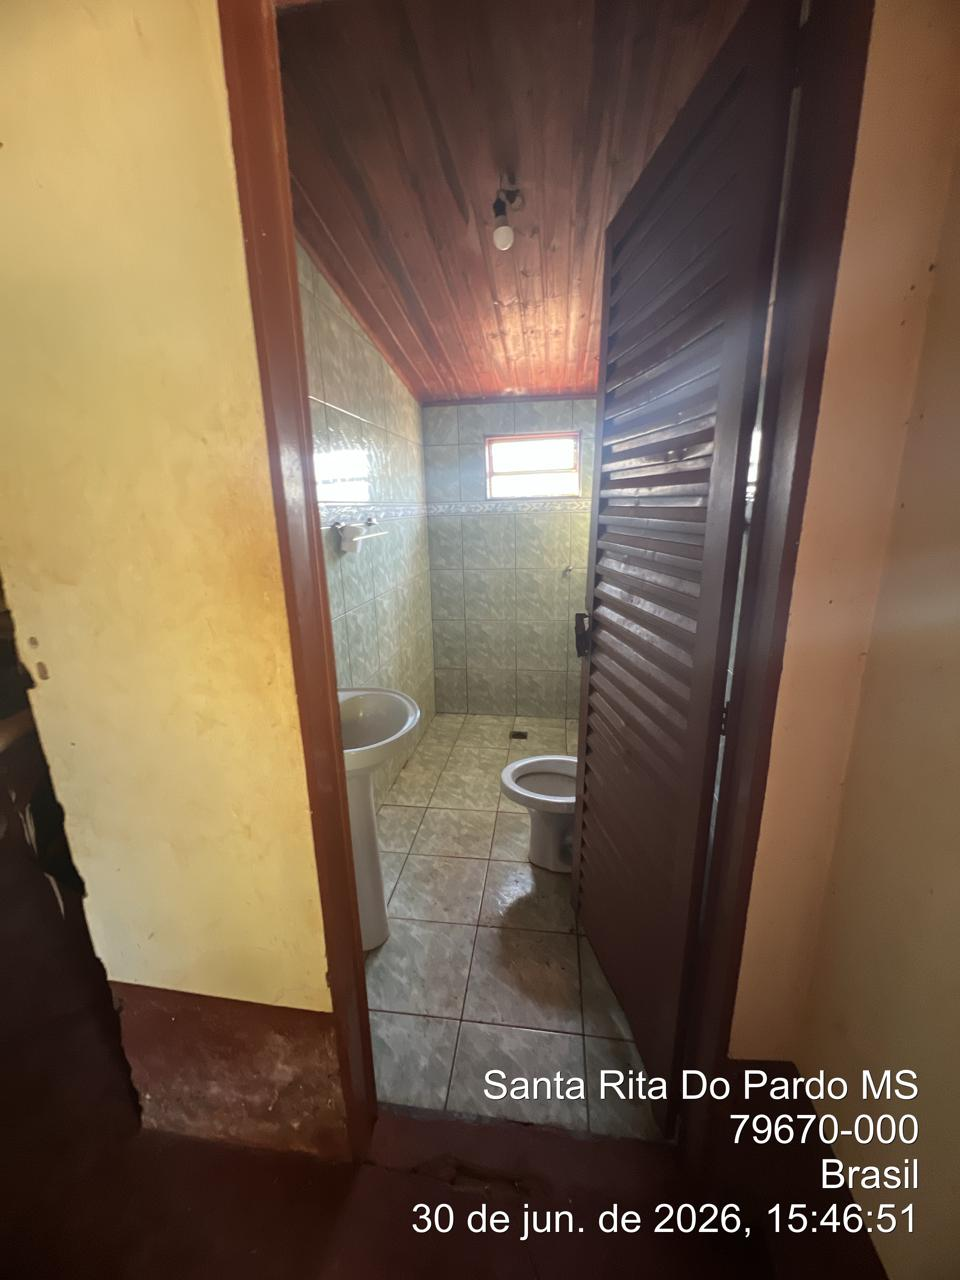 Santa Rita Do Pardo MS
79670-000
Brasil
30 de jun. de 2026, 15:46:51